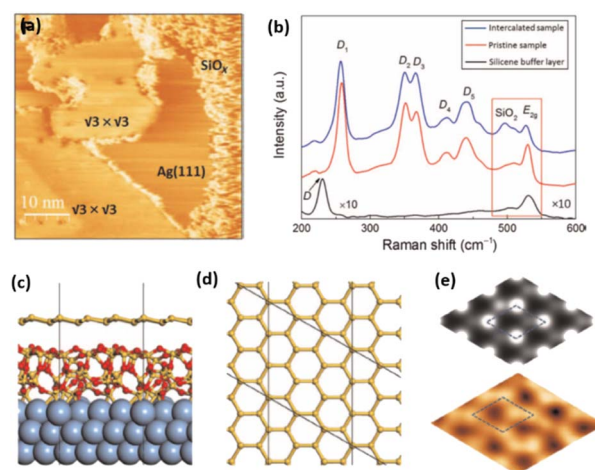 (a)
SiOx
√3 × √3
Ag(111)
10 nm
√3 × √3
(b)
Intercalated sample
Pristine sample
Silicene buffer layer
D1
D2
D3
D4
D5
SiO2
E2g
D
×10
×10
Intensity (a.u.)
200
300
400
500
600
Raman shift (cm⁻¹)
(c)
(d)
(e)